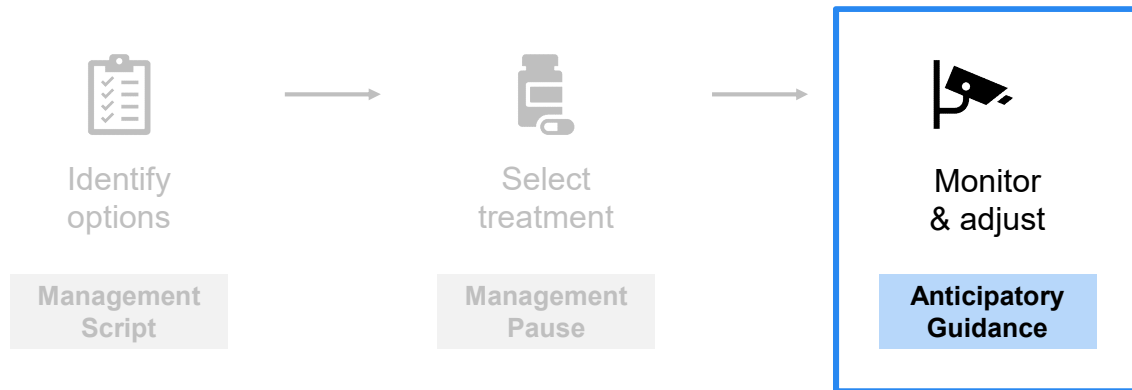 Identify
options
Select
treatment
Monitor
& adjust
Management
Script
Management
Pause
Anticipatory
Guidance